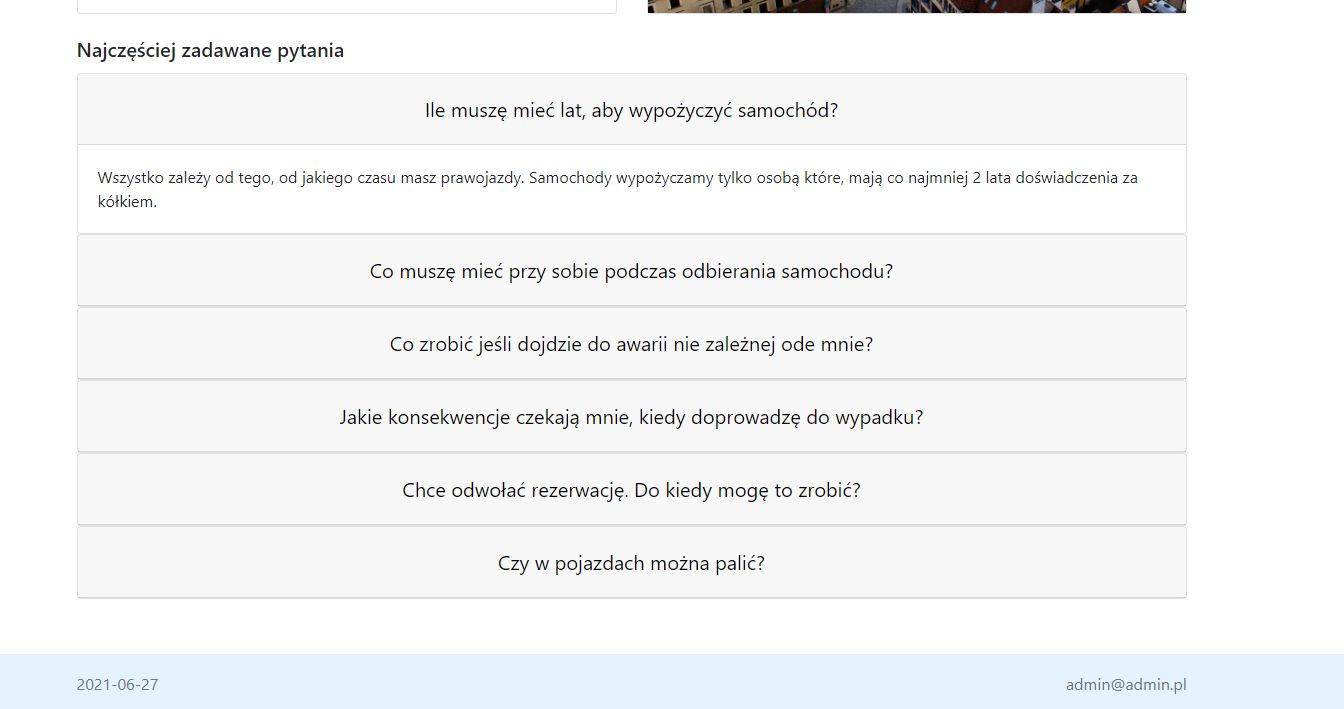 Najczęściej zadawane pytania
Ile muszę mieć lat, aby wypożyczyć samochód?
Wszystko zależy od tego, od jakiego czasu masz prawojazdy. Samochody wypożyczamy tylko osobą które, mają co najmniej 2 lata doświadczenia za
kółkiem.
Co muszę mieć przy sobie podczas odbierania samochodu?
Co zrobić jeśli dojdzie do awarii nie zależnej ode mnie?
Jakie konsekwencje czekają mnie, kiedy doprowadzę do wypadku?
Chce odwołać rezerwację. Do kiedy mogę to zrobić?
Czy w pojazdach można palić?
2021-06-27
admin@admin.pl